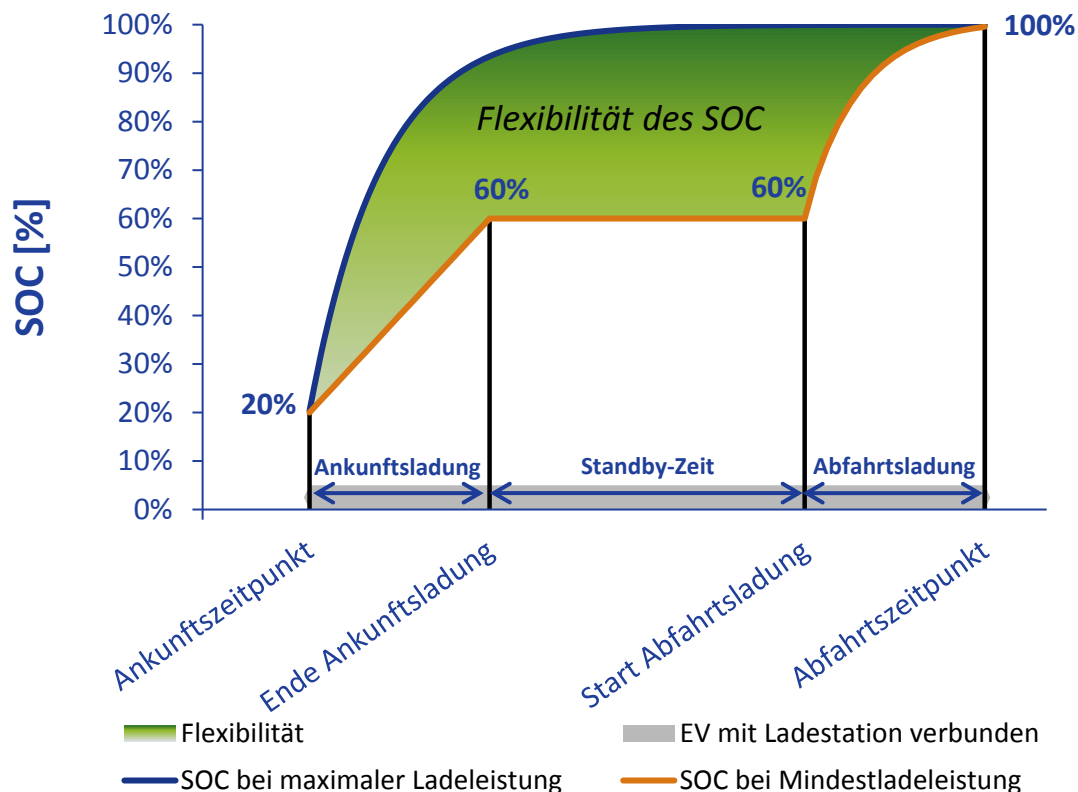 100%
90%
80%
70%
60%
50%
40%
30%
20%
10%
0%
SOC [%]
100%
Flexibilität des SOC
60%
60%
20%
Ankunftsladung
Standby-Zeit
Abfahrtsladung
Ankunftszeitpunkt
Ende Ankunftsladung
Start Abfahrtsladung
Abfahrtszeitpunkt
Flexibilität
EV mit Ladestation verbunden
SOC bei maximaler Ladeleistung
SOC bei Mindestladeleistung